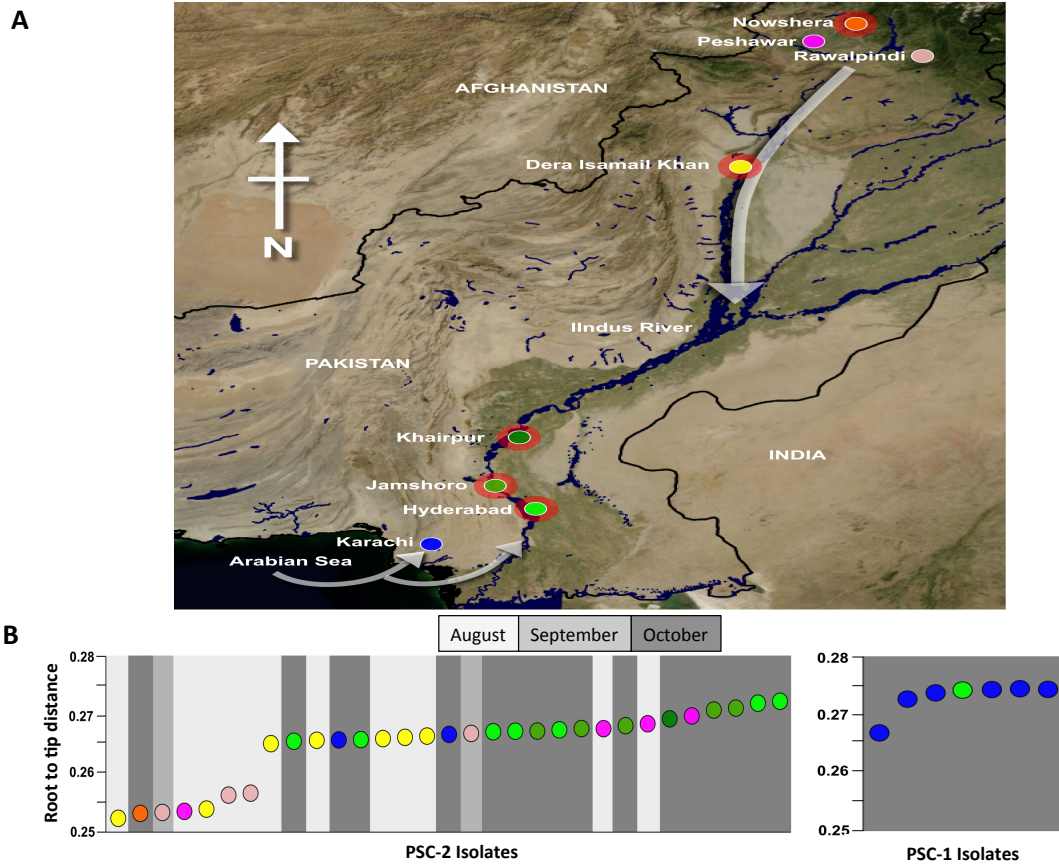 A
Nowshera
Peshawar
Rawalpindi
AFGHANISTAN
Dera Isamail Khan
N
IIndus River
PAKISTAN
Khairpur
INDIA
Jamshoro
Hyderabad
Karachi
Arabian Sea
B
August September October
Root to tip distance
0.28
0.27
0.26
0.25
PSC-2 Isolates
0.28
0.27
0.26
0.25
PSC-1 Isolates